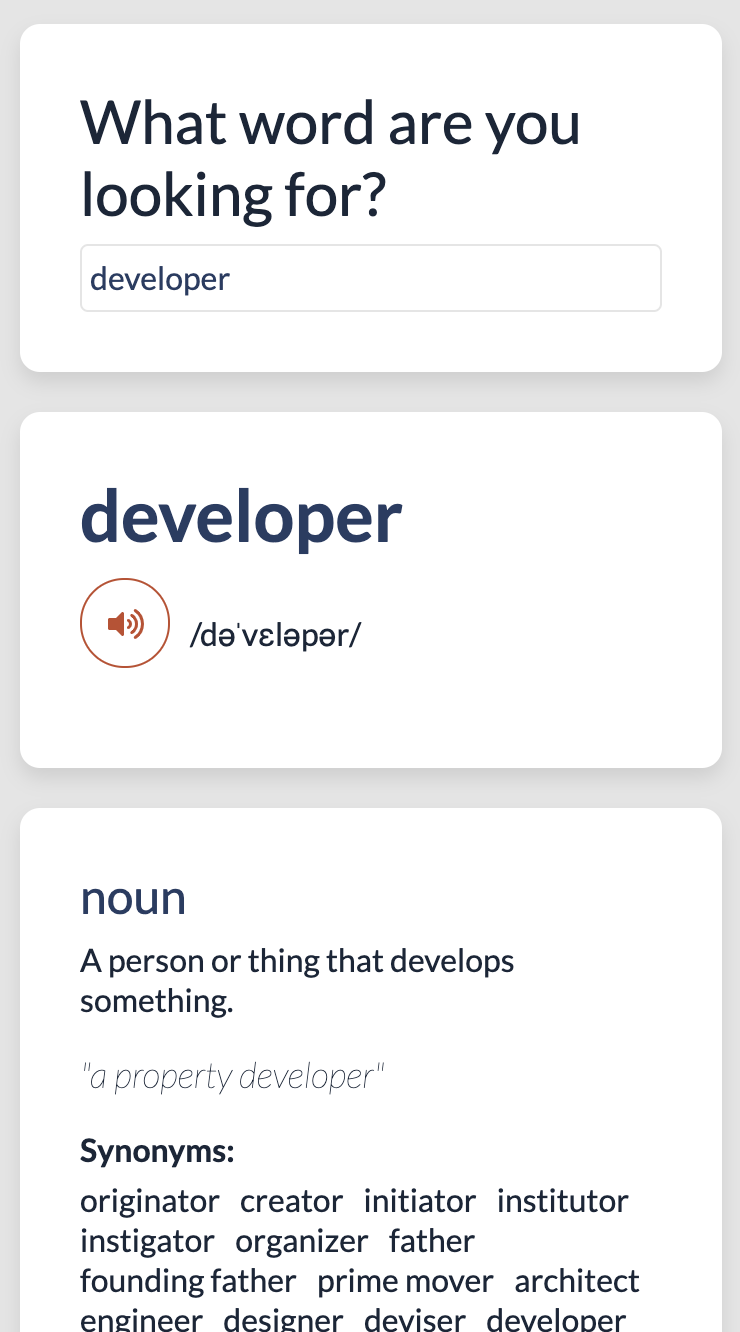 What word are you
looking for?
developer
developer
/dəˈvɛləpər/
noun
A person or thing that develops
something.
"a property developer"
Synonyms:
originator creator initiator institutor
instigator organizer father
founding father prime mover architect
engineer designer deviser developer